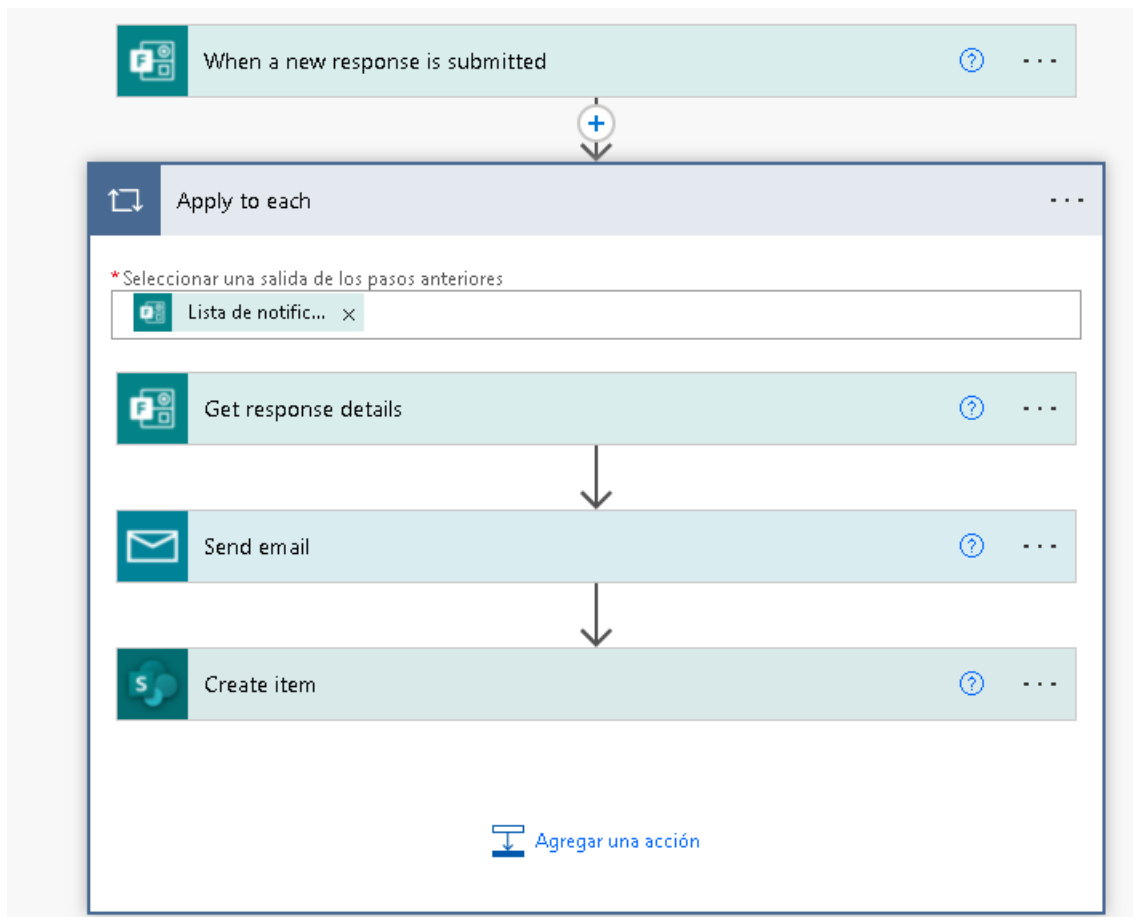 When a new response is submitted
Apply to each
* Seleccionar una salida de los pasos anteriores
Lista de notific...
Get response details
Send email
Create item
Agregar una acción